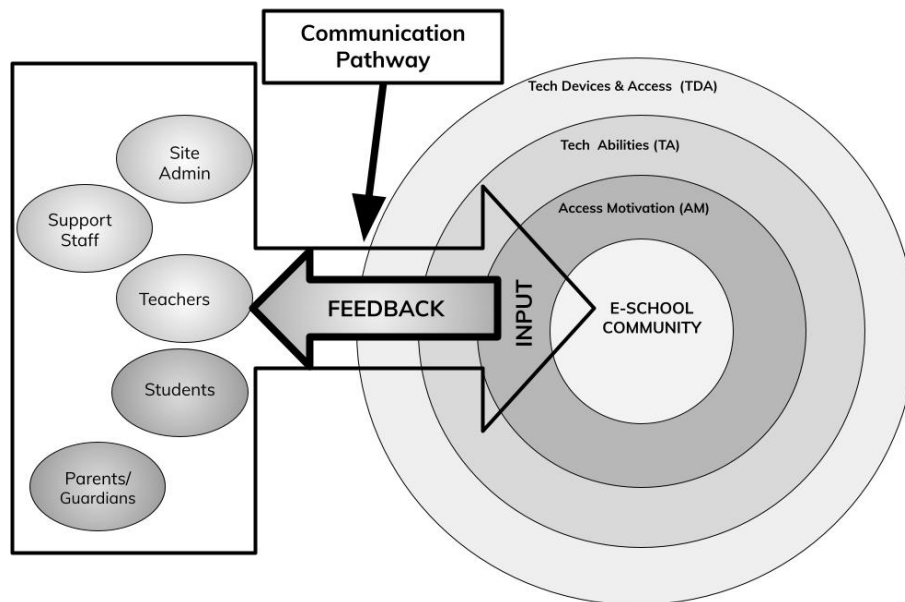 Communication
Pathway
Tech Devices & Access (TDA)
Tech Abilities (TA)
Access Motivation (AM)
Site
Admin
Support
Staff
Teachers
Students
Parents/
Guardians
FEEDBACK
INPUT
E-SCHOOL
COMMUNITY